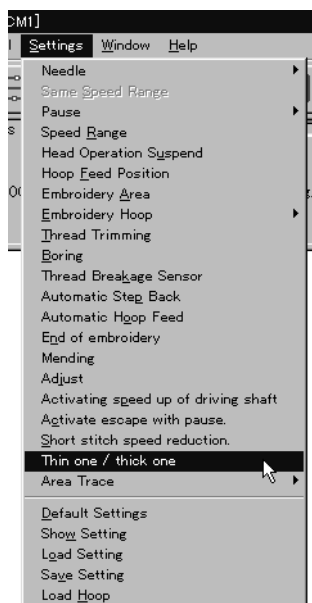 CM1]
Settings Window Help
Needle
Same Speed Range
Pause
Speed Range
Head Operation Suspend
Hoop Feed Position
Embroidery Area
Embroidery Hoop
Thread Trimming
Boring
Thread Breakage Sensor
Automatic Step Back
Automatic Hoop Feed
End of embroidery
Mending
Adjust
Activating speed up of driving shaft
Activate escape with pause.
Short stitch speed reduction.
Thin one / thick one
Area Trace
Default Settings
Show Setting
Load Setting
Save Setting
Load Hoop